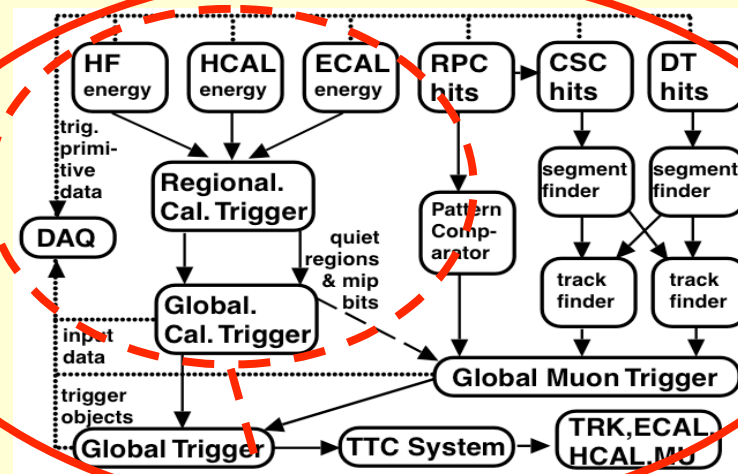 HF
energy
HCAL
energy
ECAL
energy
RPC
hits
CSC
hits
DT
hits
trig.
primi-
tive
data
Regional.
Cal. Trigger
segment
finder
segment
finder
DAQ
quiet
regions
& mip
bits
Pattern
Comp-
arator
Global.
Cal. Trigger
track
finder
track
finder
input
data
Global Muon Trigger
trigger
objects
Global Trigger
TTC System
TRK,ECAL.
HCAL.MU